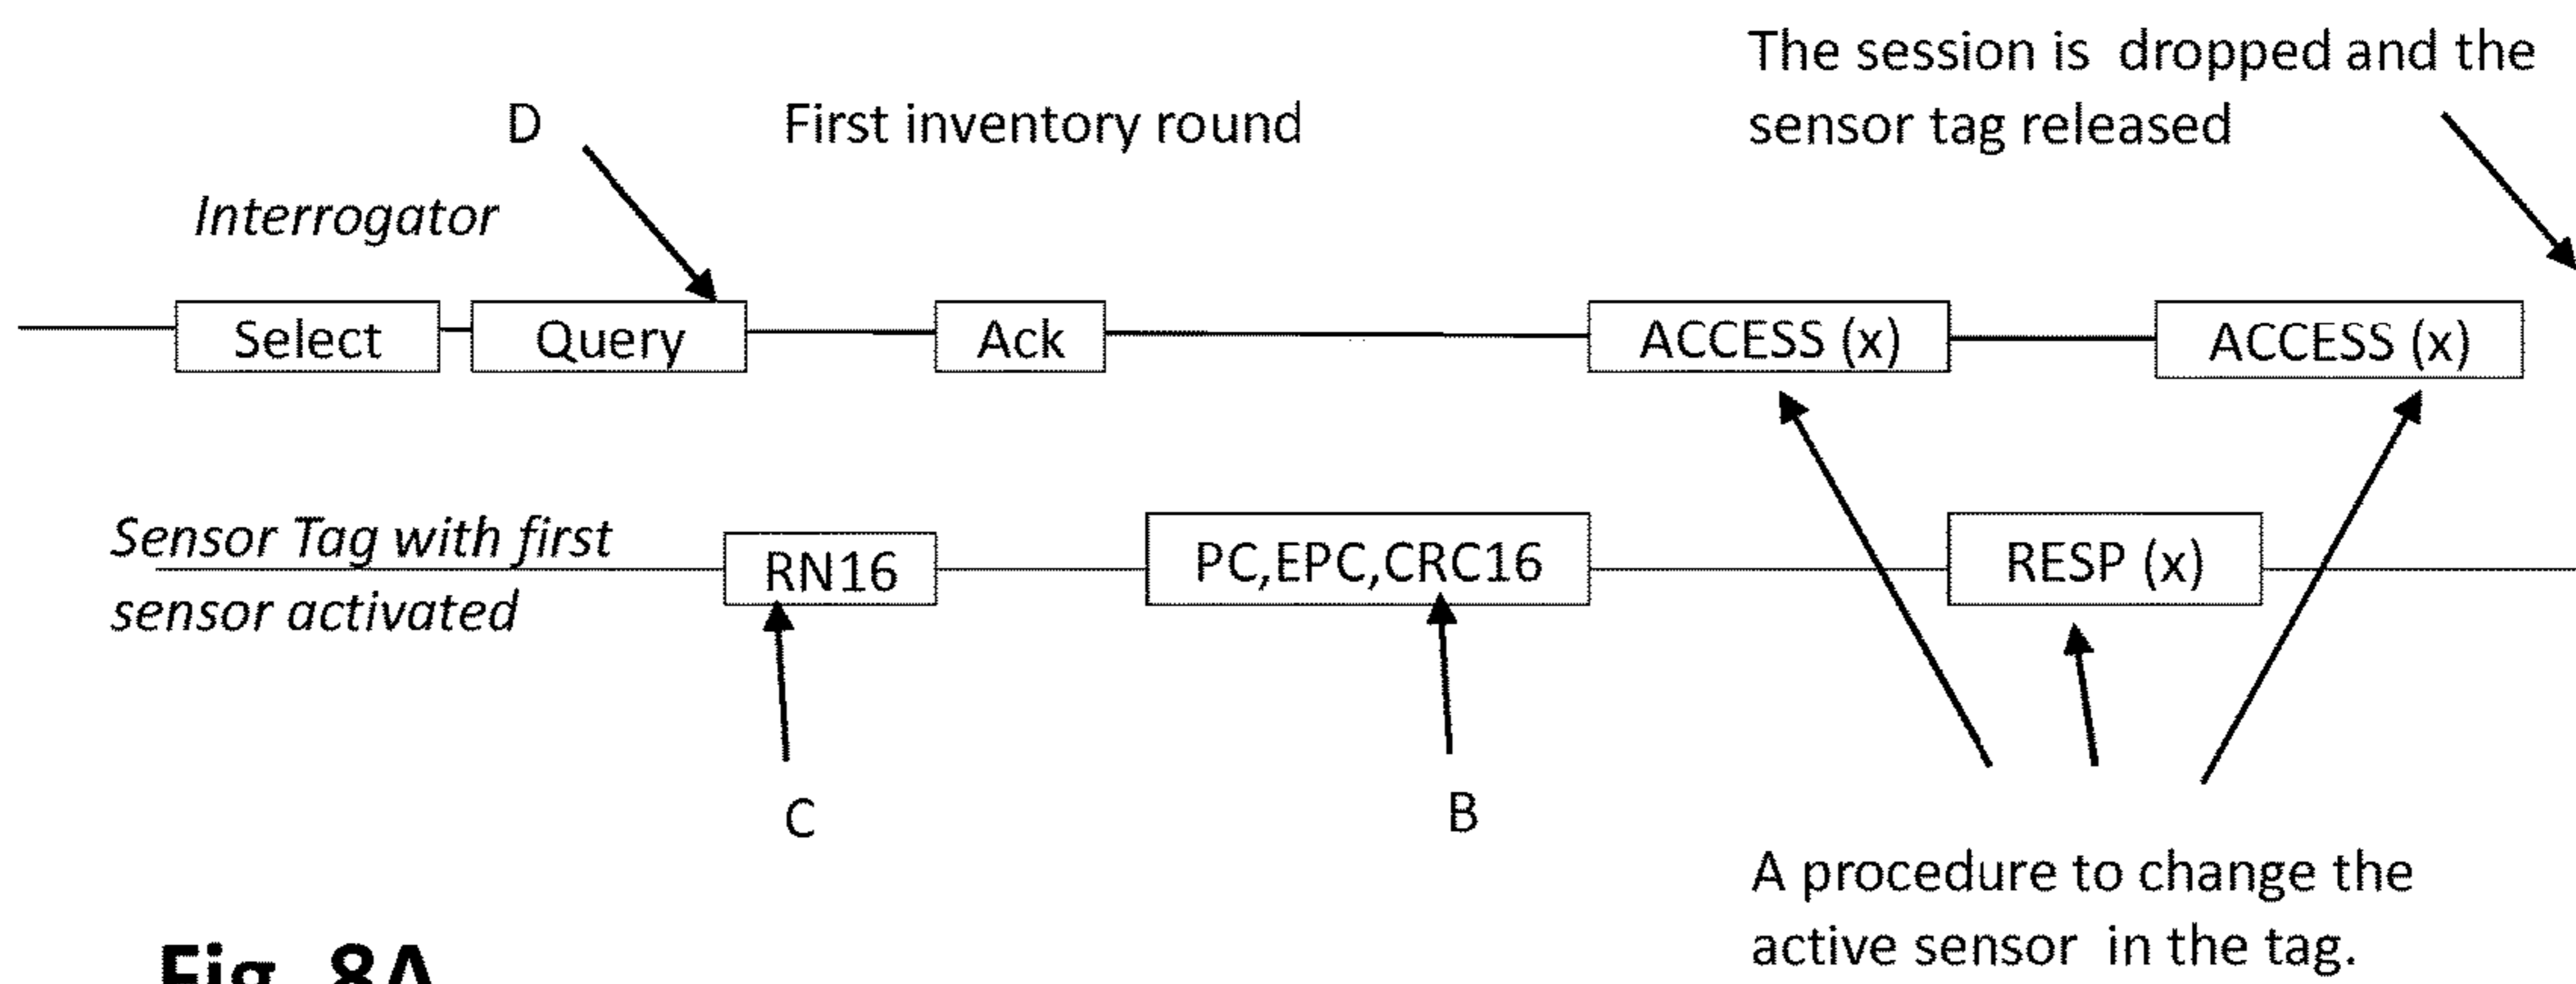 The session is dropped and the
sensor tag released
D
First inventory round
Interrogator
Select
Query
Ack
ACCESS (x)
ACCESS (x)
Sensor Tag with first
sensor activated
RN16
PC,EPC,CRC16
RESP (x)
C
B
A procedure to change the
active sensor in the tag.
Fig. 8A